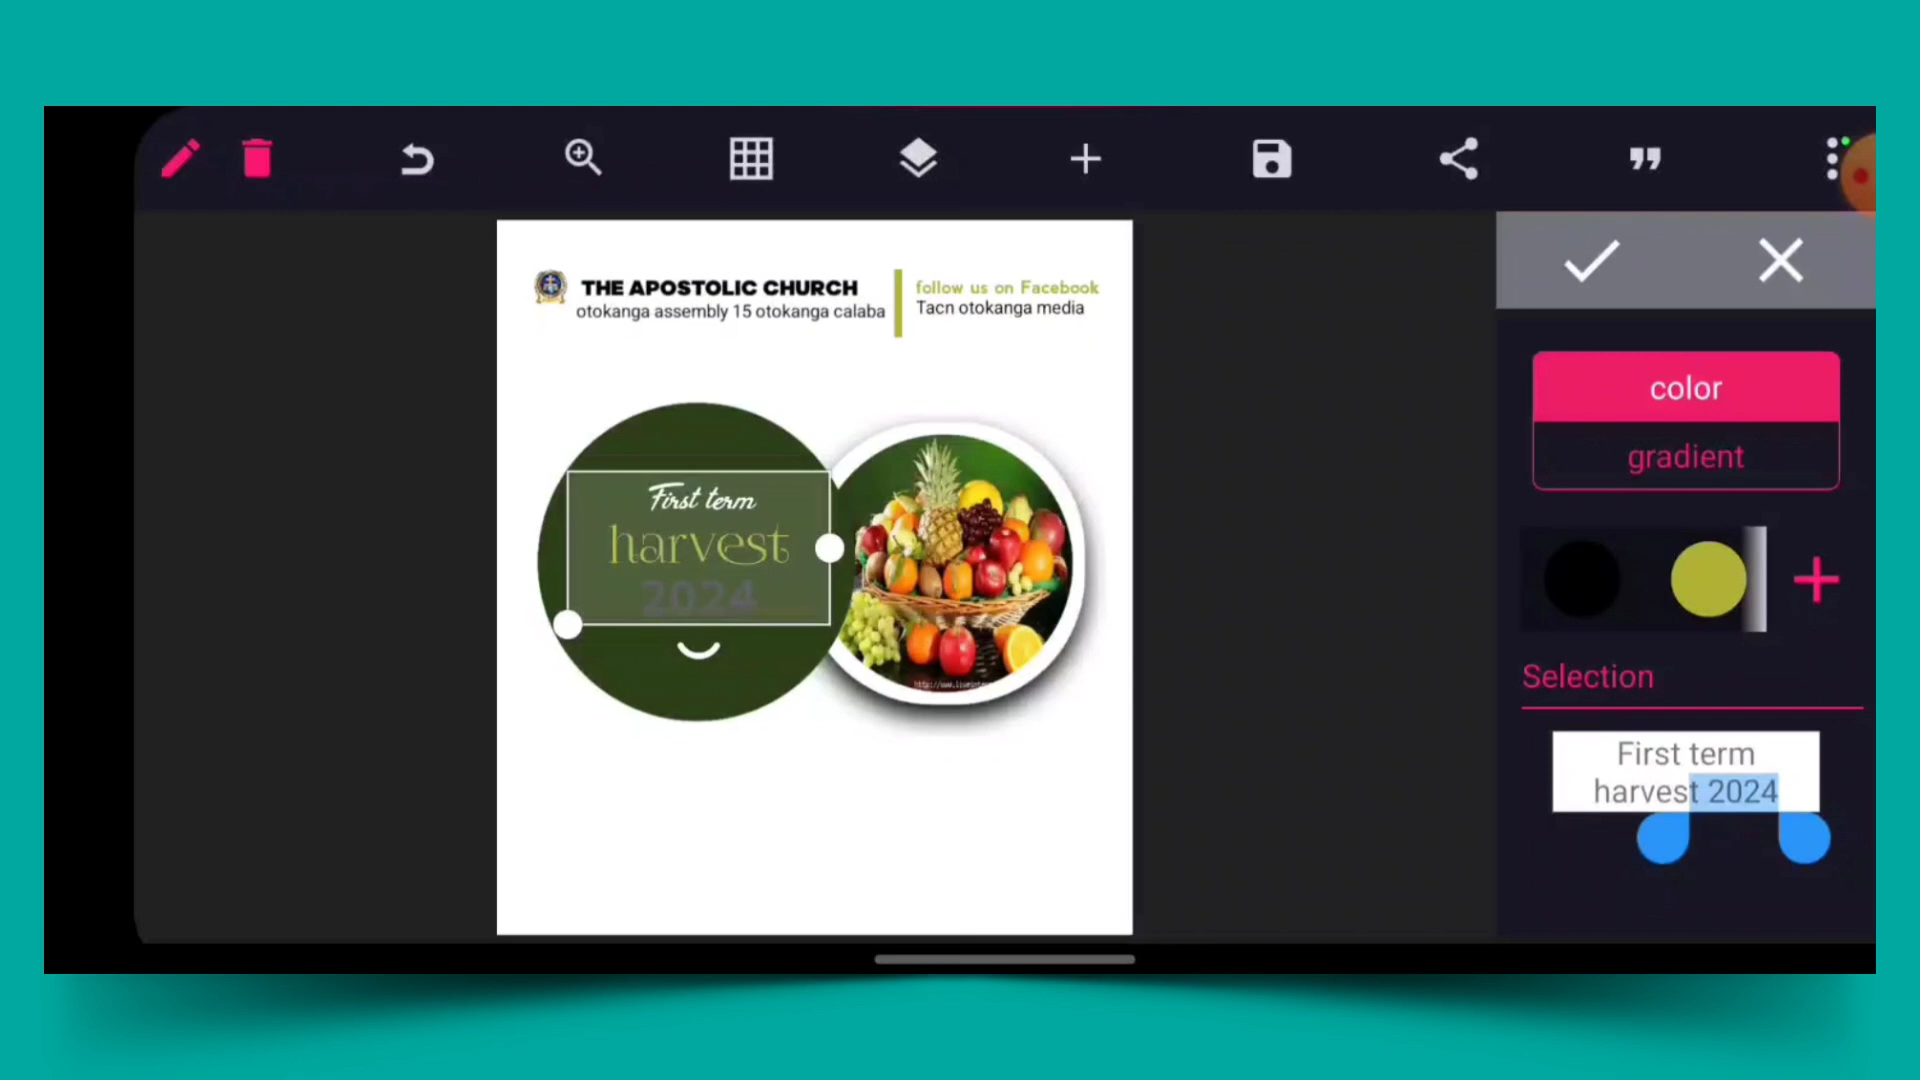 THE APOSTOLIC CHURCH
otokanga assembly 15 otokanga calaba
follow us on Facebook
Tacn otokanga media
First term
harvest
2024
color
gradient
Selection
First term
harvest 2024